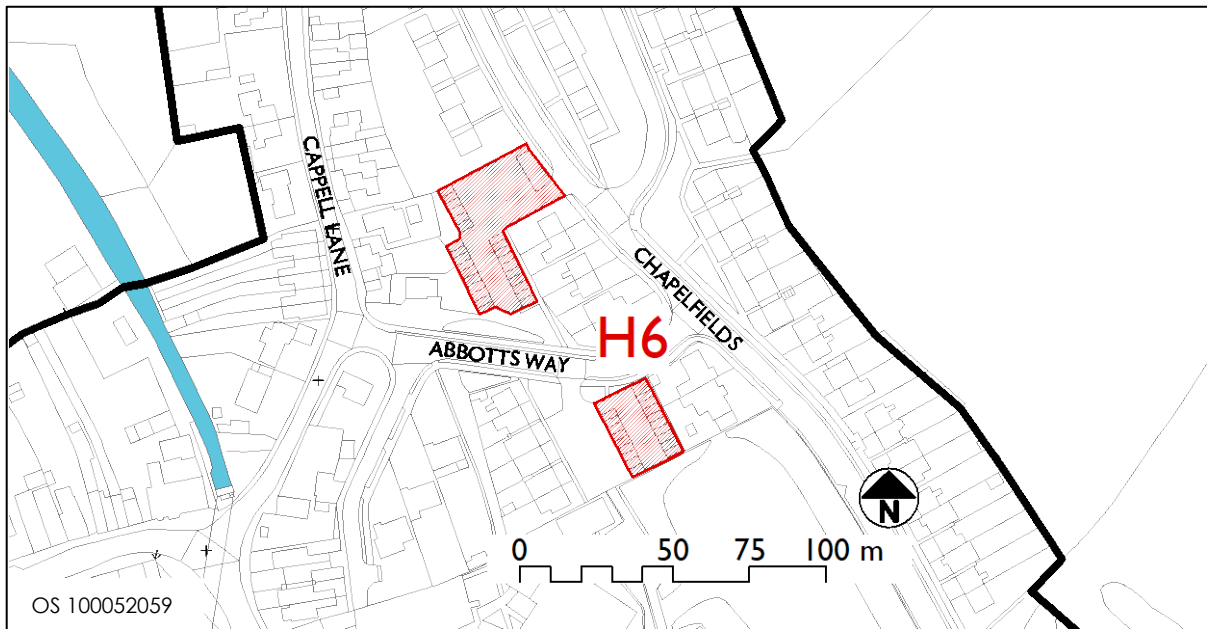 CAPPELL LANE
CHAPELFIELDS
H6
ABBOTTS WAY
N
0 50 75 100 m
OS 100052059